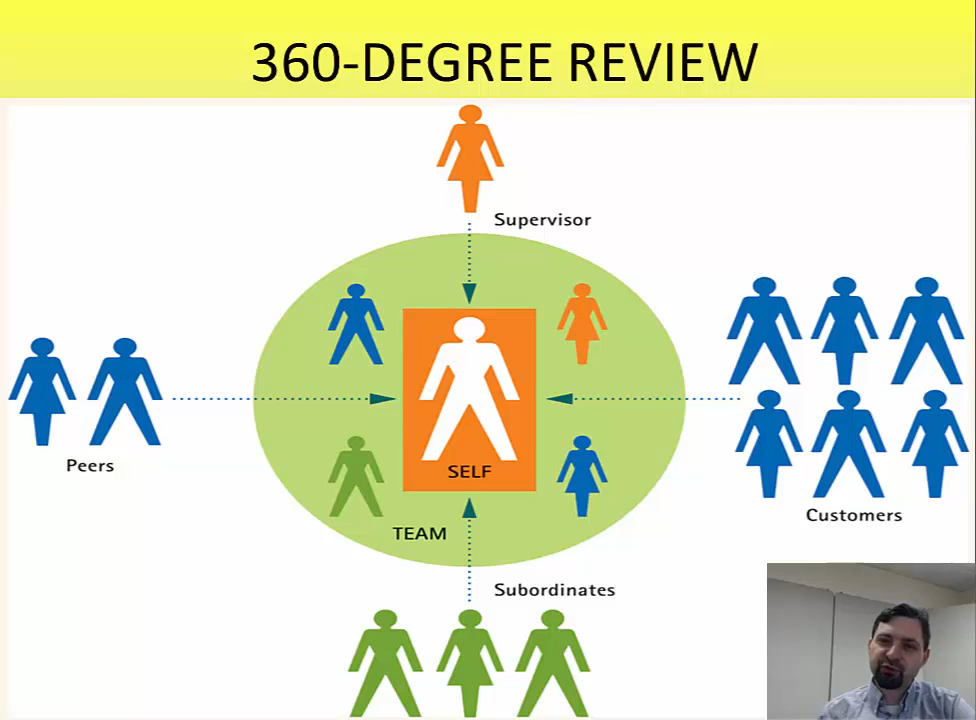 360-DEGREE REVIEW
Supervisor
Peers
SELF
TEAM
Customers
Subordinates